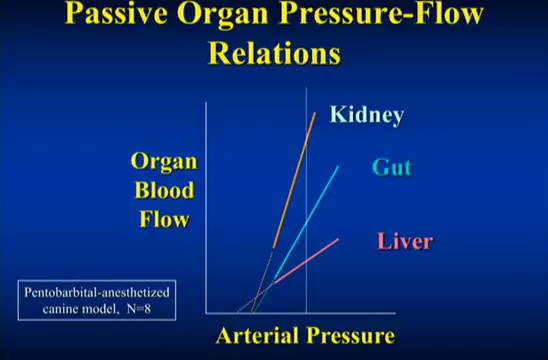 Passive Organ Pressure-Flow
Relations
Kidney
Organ
Blood
Flow
Gut
Liver
Pentobarbital-anesthetized
canine model, N=8
Arterial Pressure